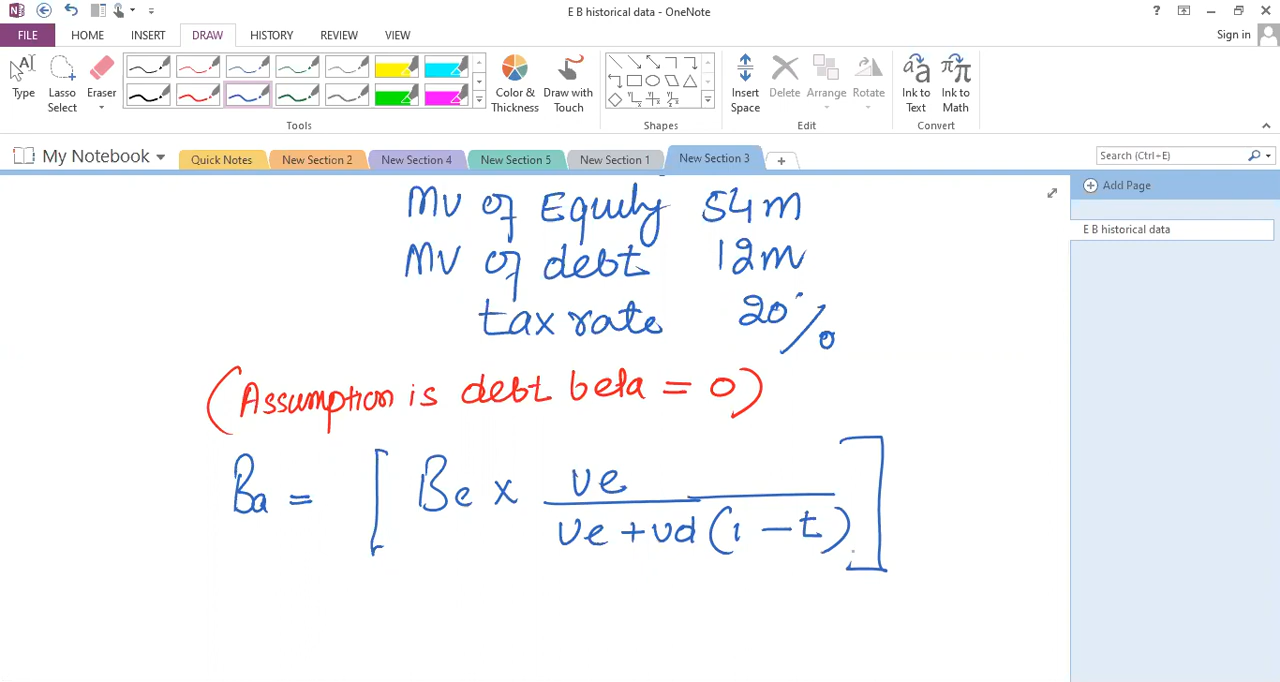 E B historical data - OneNote
?
Sign in
FILE HOME INSERT DRAW HISTORY REVIEW VIEW
Type
Lasso Select
Eraser
Color & Thickness
Draw with Touch
Insert Space
Delete
Arrange
Rotate
Ink to Text
Ink to Math
Tools
Shapes
Edit
Convert
My Notebook
Quick Notes
New Section 2
New Section 4
New Section 5
New Section 1
New Section 3
Search (Ctrl+E)
Add Page
E B historical data
MV of Equity 54m
MV of debt 12m
tax rate 20%
(Assumption is debt beta = 0)
Ba = [ Be × ve / ve + vd (1 - t) ]